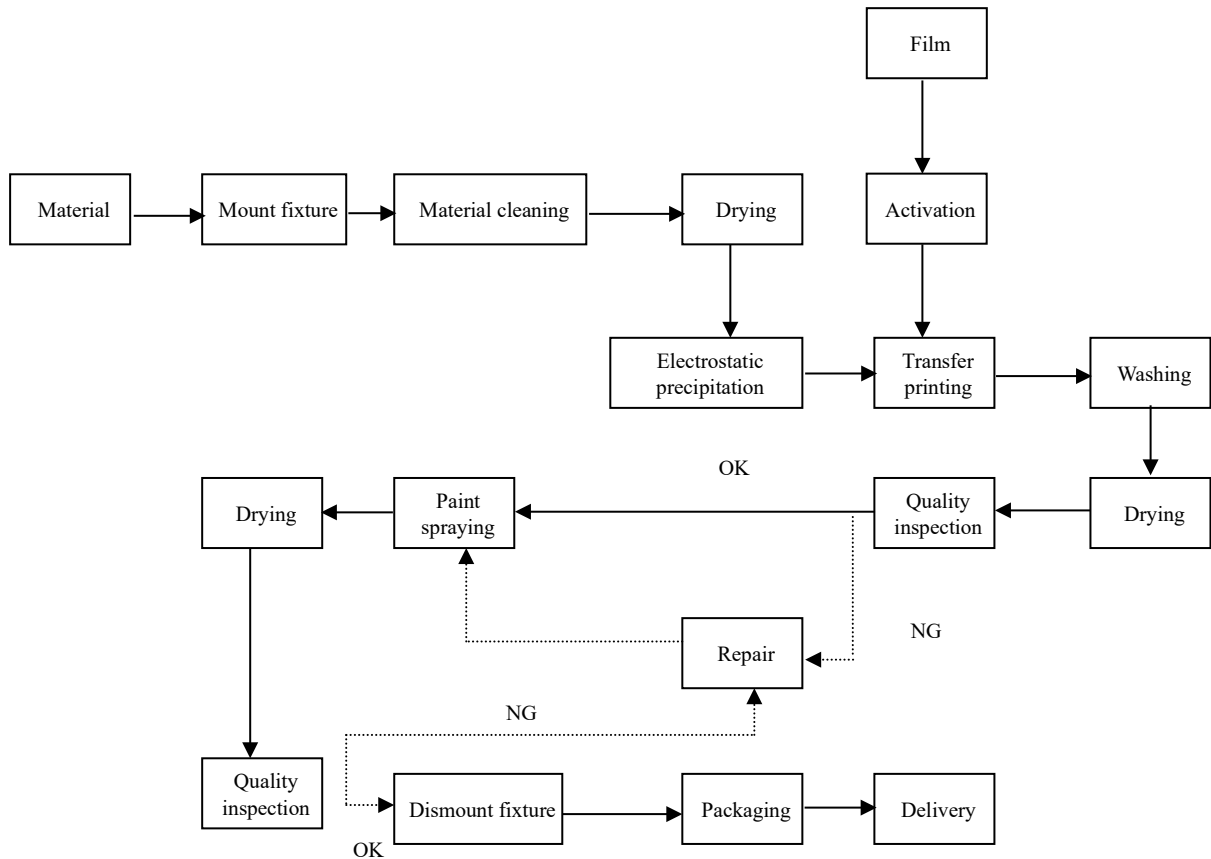 Film
Material
Mount fixture
Material cleaning
Drying
Activation
Electrostatic
precipitation
Transfer
printing
Washing
OK
Drying
Paint
spraying
Quality
inspection
Drying
Repair
NG
NG
Quality
inspection
Dismount fixture
Packaging
Delivery
OK